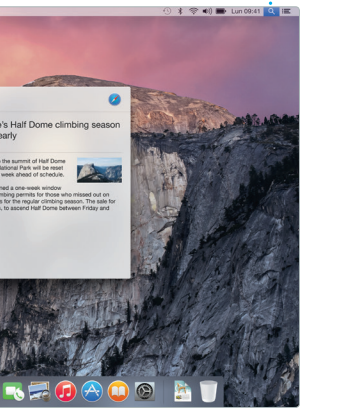 Lun 09:41
's Half Dome climbing season
early
the summit of Half Dome
National Park will be reset
week ahead of schedule.
ned a one-week window
mbing permits for those who missed out on
s for the regular climbing season. The sale for
, to ascend Half Dome between Friday and